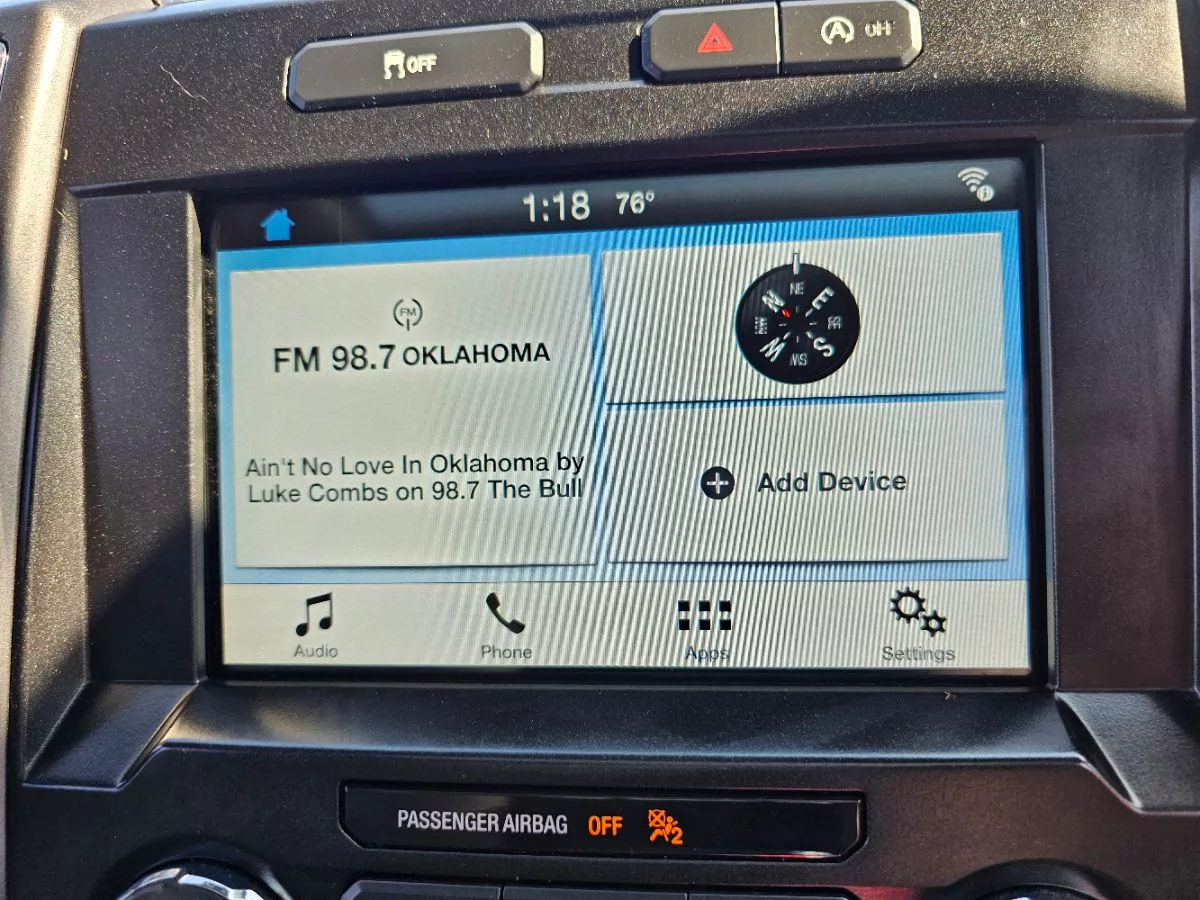 OFF
A OFF
1:18 76°
FM
FM 98.7 OKLAHOMA
Ain't No Love In Oklahoma by
Luke Combs on 98.7 The Bull
NE
N E
NW SE
W S
SW
Add Device
Audio Phone Apps Settings
PASSENGER AIRBAG OFF 2